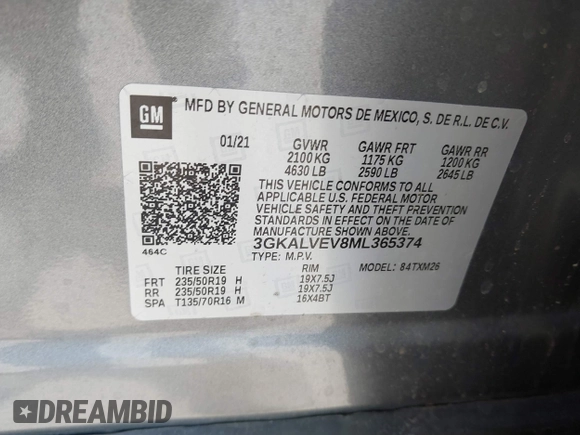 GM
MFD BY GENERAL MOTORS DE MEXICO, S. DE R.L. DE C.V.
01/21 GVWR GAWR FRT GAWR RR
2100 KG 1175 KG 1200 KG
4630 LB 2590 LB 2645 LB
THIS VEHICLE CONFORMS TO ALL
APPLICABLE U.S. FEDERAL MOTOR
VEHICLE SAFETY AND THEFT PREVENTION
STANDARDS IN EFFECT ON THE DATE OF
MANUFACTURE SHOWN ABOVE.
3GKALVEV8ML365374
464C TYPE: M.P.V. MODEL: 84TXM26
TIRE SIZE RIM
FRT 235/50R19 H 19X7.5J
RR 235/50R19 H 19X7.5J
SPA T135/70R16 M 16X4BT
DREAMBID